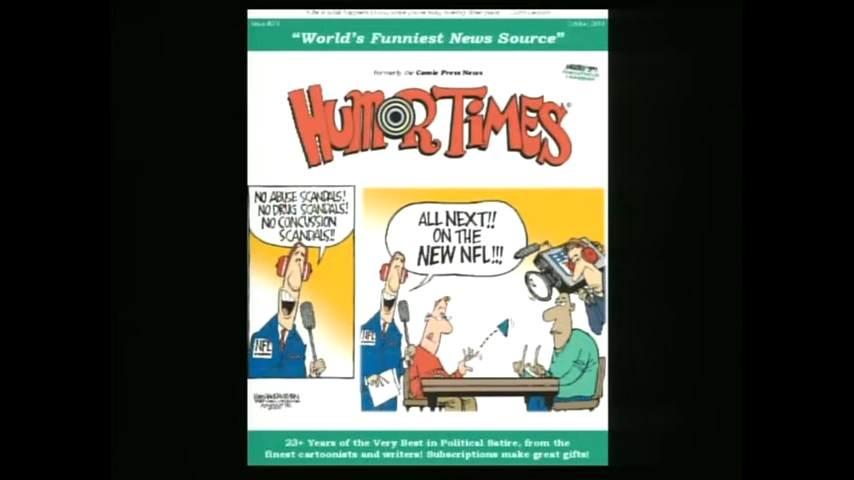 October, 2014
"World's Funniest News Source"
formerly the Comic Press News
HUMOR TIMES
NO ABUSE SCANDALS!
NO DRUG SCANDALS!
NO CONCUSSION
SCANDALS!!
ALL NEXT!!
ON THE
NEW NFL!!!
NFL
NFL
23+ Years of the Very Best in Political Satire, from the
finest cartoonists and writers! Subscriptions make great gifts!